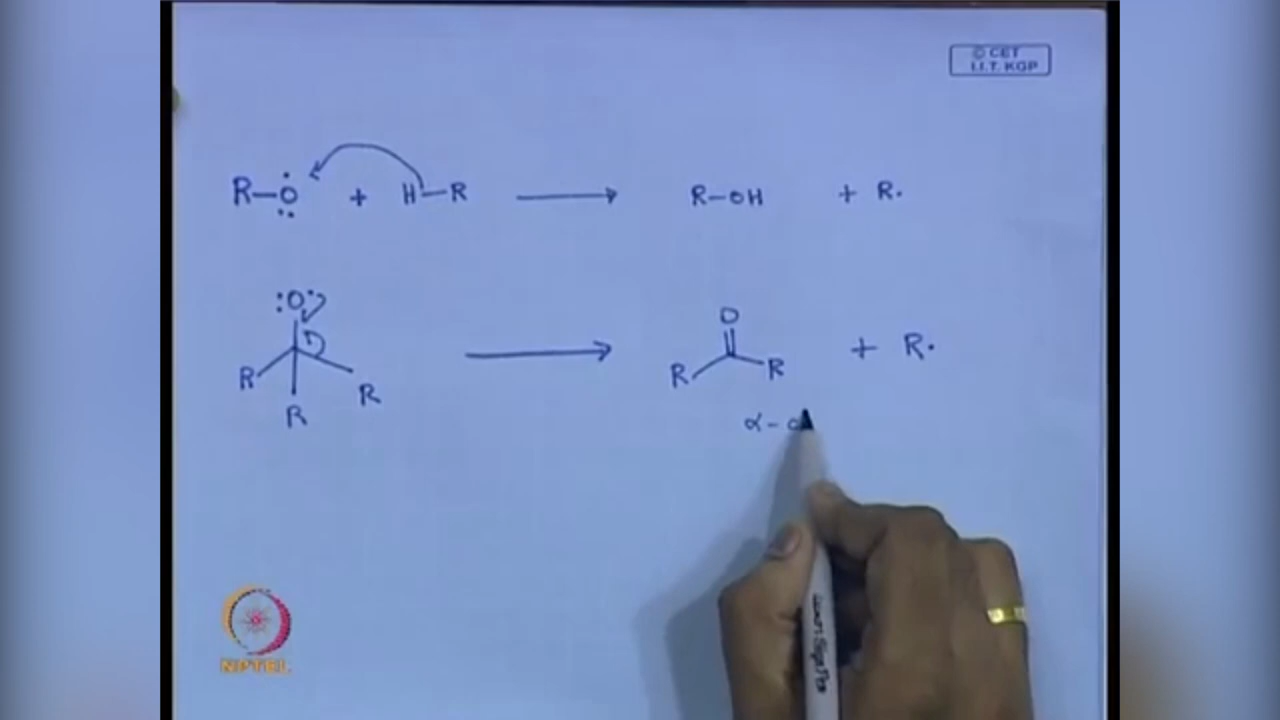 © CET
I.I.T. KGP
R–O + H–R → R–OH + R.
:O: O
R R R → R R + R.
α –
NPTEL